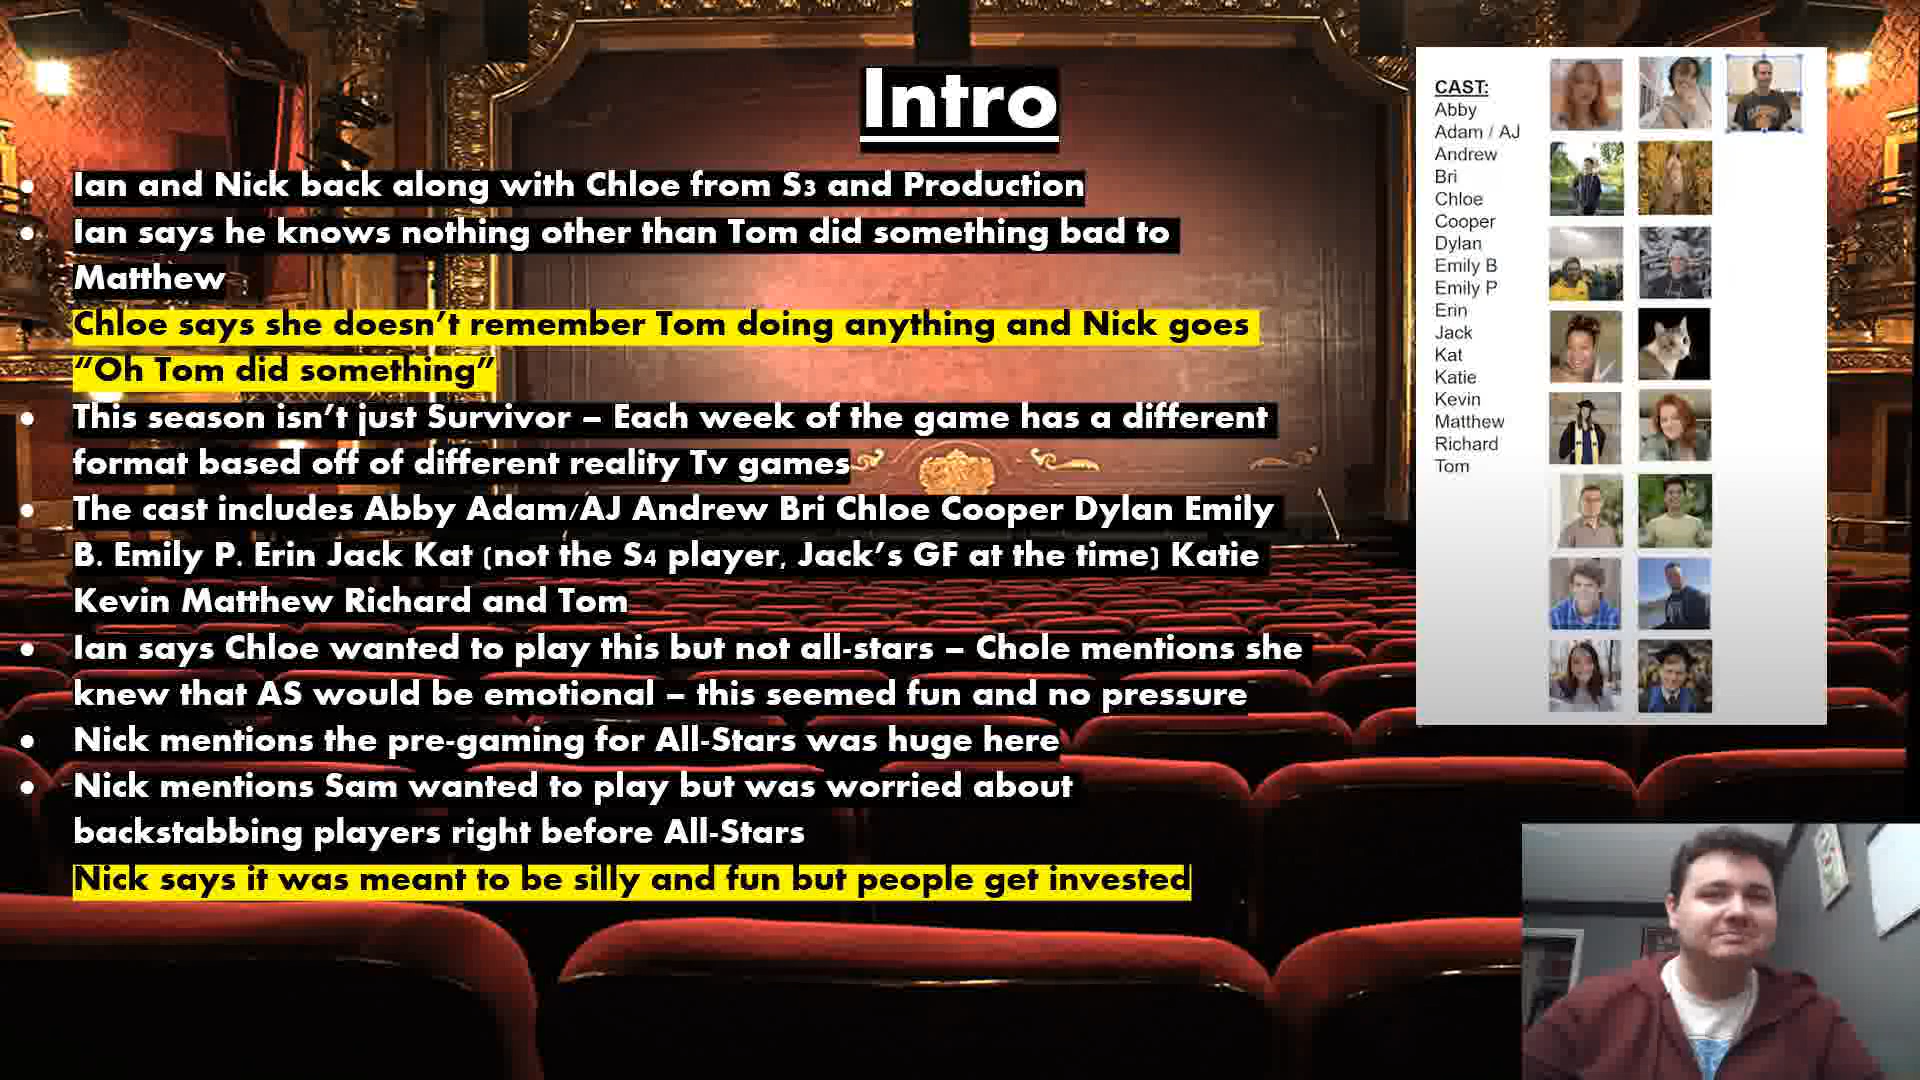 Intro
• Ian and Nick back along with Chloe from S3 and Production
• Ian says he knows nothing other than Tom did something bad to
Matthew
• Chloe says she doesn't remember Tom doing anything and Nick goes
“Oh Tom did something”
• This season isn't just Survivor – Each week of the game has a different
format based off of different reality Tv games
• The cast includes Abby Adam/AJ Andrew Bri Chloe Cooper Dylan Emily
B. Emily P. Erin Jack Kat (not the S4 player, Jack's GF at the time) Katie
Kevin Matthew Richard and Tom
• Ian says Chloe wanted to play this but not all-stars – Chole mentions she
knew that AS would be emotional – this seemed fun and no pressure
• Nick mentions the pre-gaming for All-Stars was huge here
• Nick mentions Sam wanted to play but was worried about
backstabbing players right before All-Stars
Nick says it was meant to be silly and fun but people get invested
CAST:
Abby
Adam / AJ
Andrew
Bri
Chloe
Cooper
Dylan
Emily B
Emily P
Erin
Jack
Kat
Katie
Kevin
Matthew
Richard
Tom